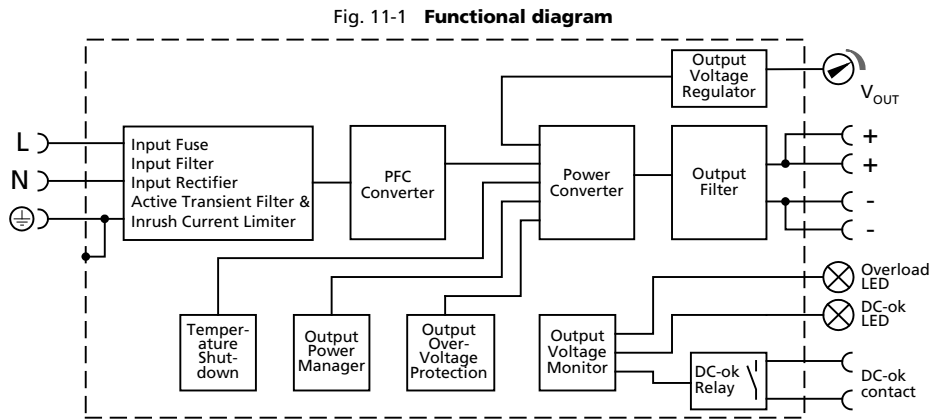 Fig. 11-1 Functional diagram
Output
Voltage
Regulator
VOUT
L
N
Input Fuse
Input Filter
Input Rectifier
Active Transient Filter &
Inrush Current Limiter
PFC
Converter
Power
Converter
Output
Filter
+
+
-
-
Temper-
ature
Shut-
down
Output
Power
Manager
Output
Over-
Voltage
Protection
Output
Voltage
Monitor
DC-ok
Relay
Overload
LED
DC-ok
LED
DC-ok
contact